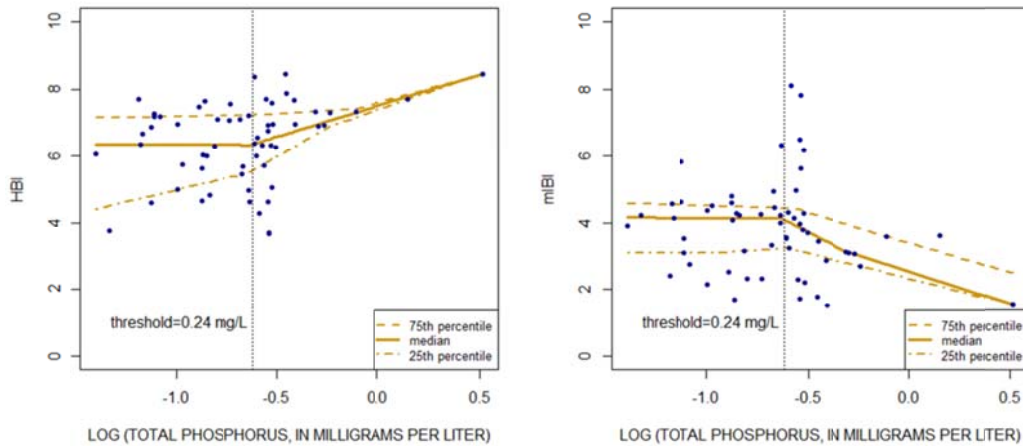 10
8
6
4
2
0
HBI
threshold=0.24 mg/L
75th percentile
median
25th percentile
-1.0
-0.5
0.0
0.5
LOG (TOTAL PHOSPHORUS, IN MILLIGRAMS PER LITER)
10
8
6
4
2
0
mIBI
threshold=0.24 mg/L
75th percentile
median
25th percentile
-1.0
-0.5
0.0
0.5
LOG (TOTAL PHOSPHORUS, IN MILLIGRAMS PER LITER)